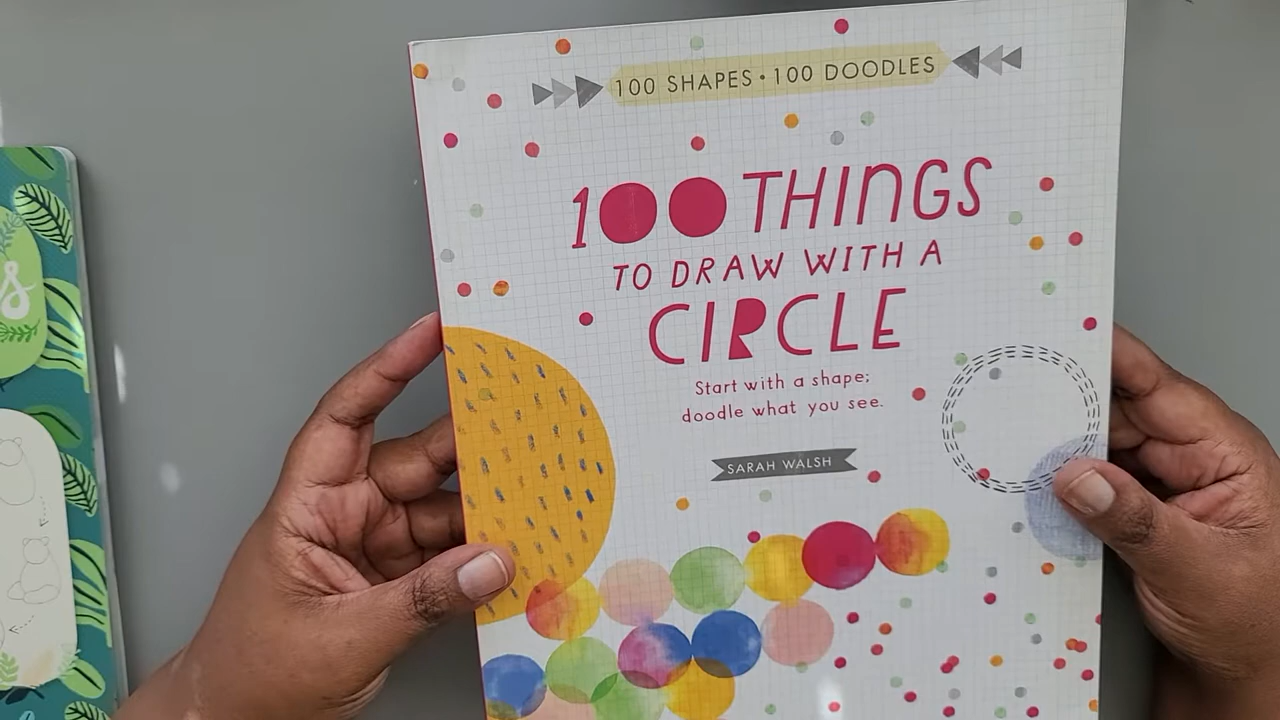 100 SHAPES • 100 DOODLES
100 THINGS
TO DRAW WITH A
CIRCLE
Start with a shape;
doodle what you see.
SARAH WALSH
s